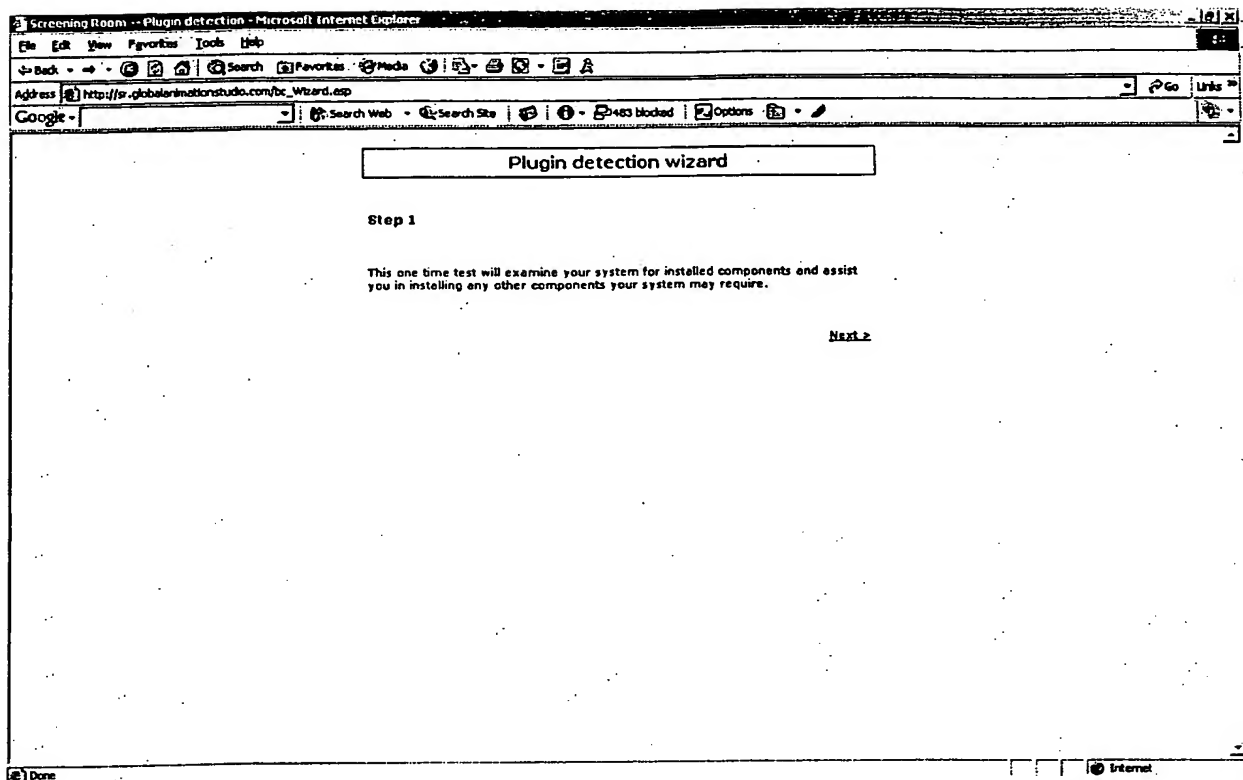 Screening Room -- Plugin detection - Microsoft Internet Explorer
File Edit View Favorites Tools Help
Back Search Favorites Media
Address http://sr.globalanimationstudio.com/bc_Wizard.asp Go Links »
Google Search Web Search Site 483 blocked Options
Plugin detection wizard
Step 1
This one time test will examine your system for installed components and assist
you in installing any other components your system may require.
Next >
Done Internet